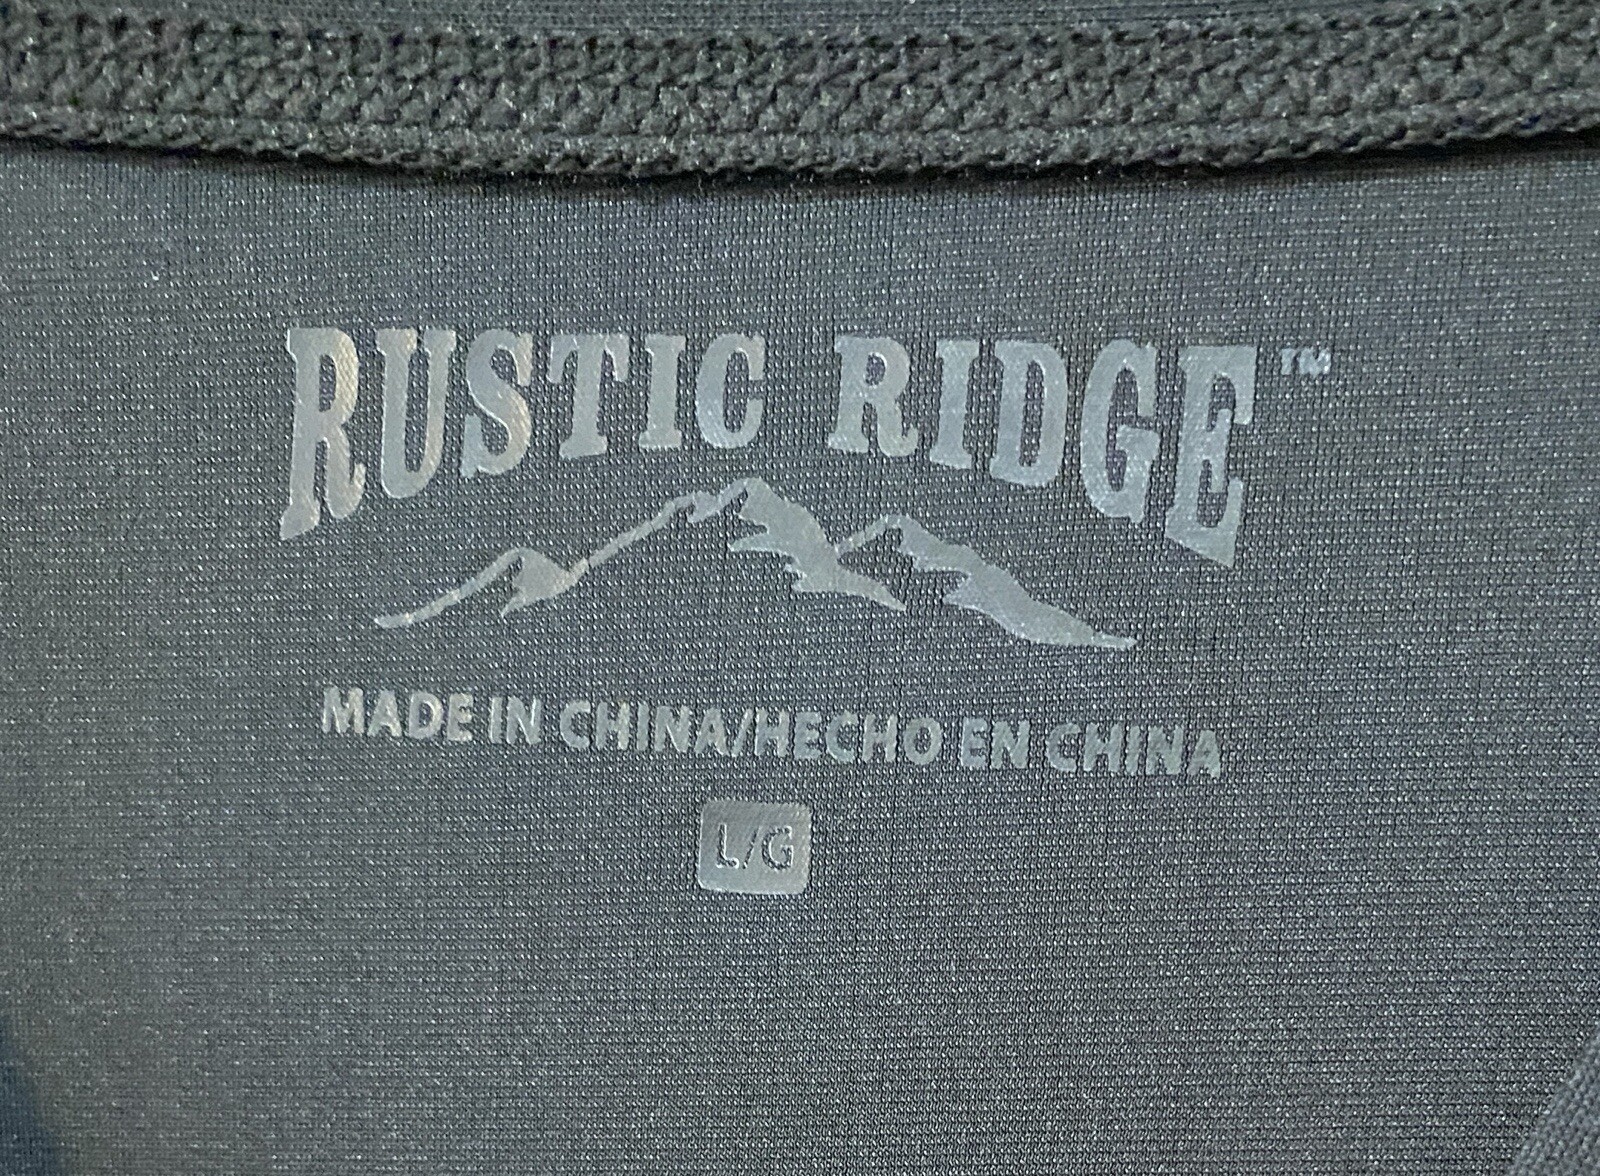 RUSTIC RIDGE™
MADE IN CHINA/HECHO EN CHINA
L/G